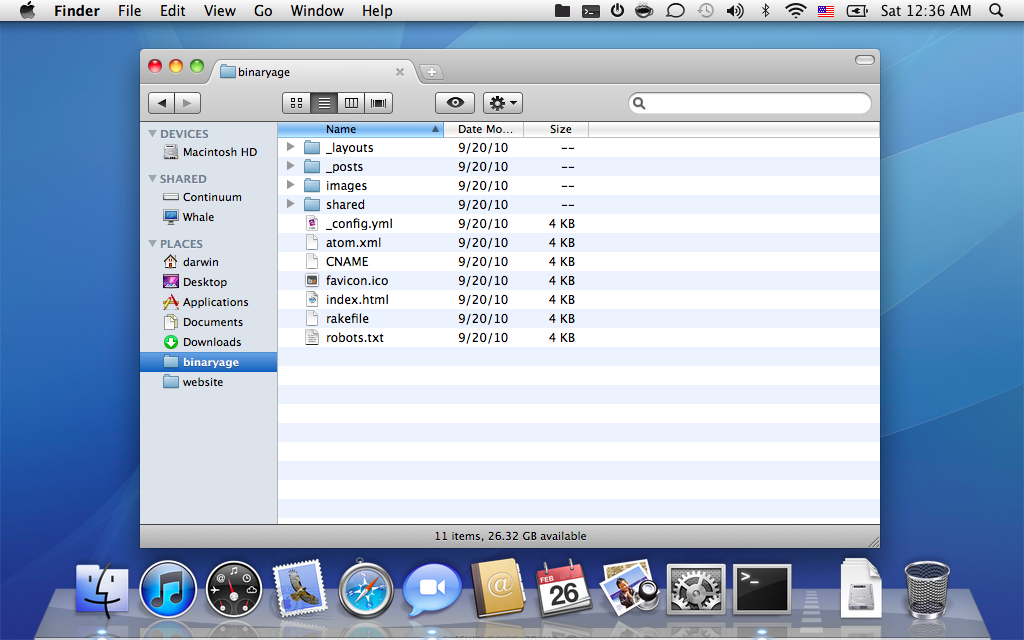 Finder File Edit View Go Window Help Sat 12:36 AM
binaryage
Name Date Mo... Size
DEVICES
Macintosh HD
SHARED
Continuum
Whale
PLACES
darwin
Desktop
Applications
Documents
Downloads
binaryage
website
_layouts 9/20/10 --
_posts 9/20/10 --
images 9/20/10 --
shared 9/20/10 --
_config.yml 9/20/10 4 KB
atom.xml 9/20/10 4 KB
CNAME 9/20/10 4 KB
favicon.ico 9/20/10 4 KB
index.html 9/20/10 4 KB
rakefile 9/20/10 4 KB
robots.txt 9/20/10 4 KB
11 items, 26.32 GB available
@
FEB
26
>_